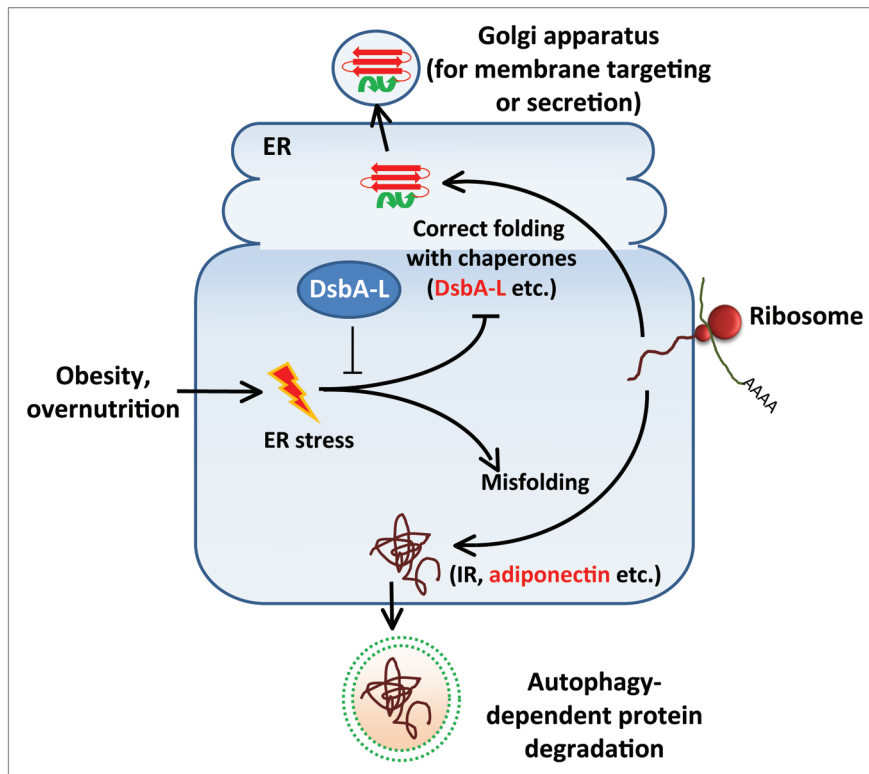 Golgi apparatus
(for membrane targeting
or secretion)
ER
Correct folding
with chaperones
(DsbA-L etc.)
DsbA-L
Ribosome
AAAA
Obesity,
overnutrition
ER stress
Misfolding
(IR, adiponectin etc.)
Autophagy-
dependent protein
degradation